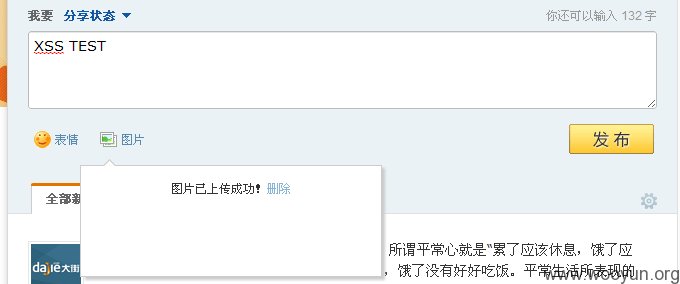 我要 分享状态 你还可以输入 132 字
XSS TEST
表情 图片 发布
图片已上传成功! 删除
全部新
dajie大街
所谓平常心就是“累了应该休息，饿了应
，饿了没有好好吃饭。平常生活所表现的
www.wooyun.org